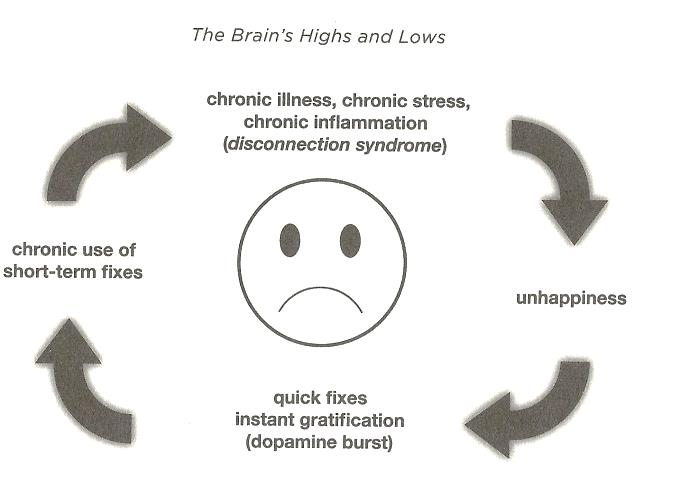 The Brain's Highs and Lows
chronic illness, chronic stress,
chronic inflammation
(disconnection syndrome)
unhappiness
quick fixes
instant gratification
(dopamine burst)
chronic use of
short-term fixes